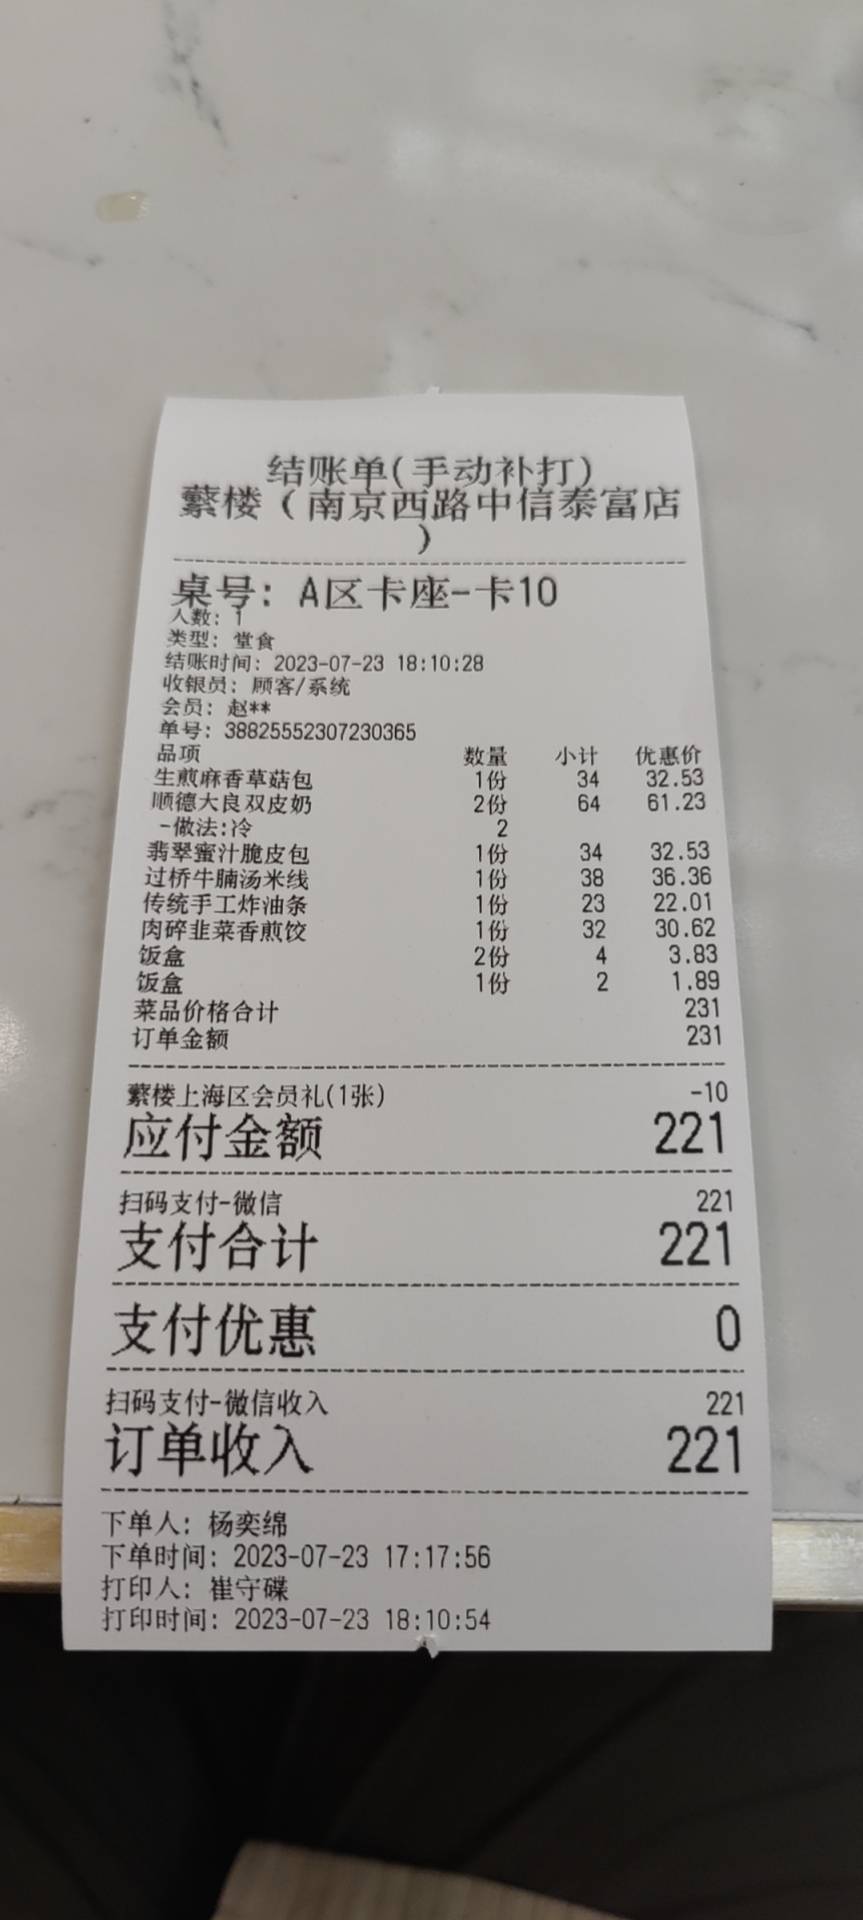 结账单(手动补打)
蘩楼（南京西路中信泰富店
）
桌号: A区卡座-卡10
人数: 1
类型: 堂食
结账时间: 2023-07-23 18:10:28
收银员: 顾客/系统
会员: 赵**
单号: 38825552307230365
品项 数量 小计 优惠价
生煎麻香草菇包 1份 34 32.53
顺德大良双皮奶 2份 64 61.23
-做法:冷 2
翡翠蜜汁脆皮包 1份 34 32.53
过桥牛腩汤米线 1份 38 36.36
传统手工炸油条 1份 23 22.01
肉碎韭菜香煎饺 1份 32 30.62
饭盒 2份 4 3.83
饭盒 1份 2 1.89
菜品价格合计 231
订单金额 231
蘩楼上海区会员礼(1张) -10
应付金额 221
扫码支付-微信 221
支付合计 221
支付优惠 0
扫码支付-微信收入 221
订单收入 221
下单人: 杨奕绵
下单时间: 2023-07-23 17:17:56
打印人: 崔守碟
打印时间: 2023-07-23 18:10:54